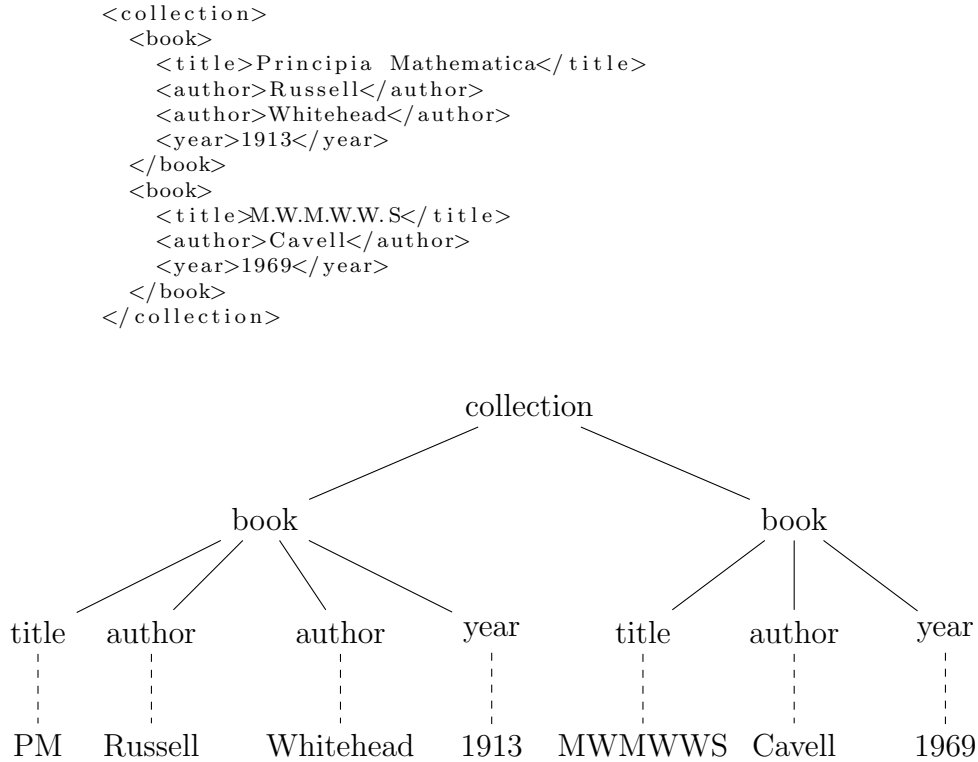 <collection>
<book>
<title>Principia Mathematica</title>
<author>Russell</author>
<author>Whitehead</author>
<year>1913</year>
</book>
<book>
<title>M.W.M.W.W.S</title>
<author>Cavell</author>
<year>1969</year>
</book>
</collection>
collection
book book
title author author year title author year
PM Russell Whitehead 1913 MWMWWS Cavell 1969